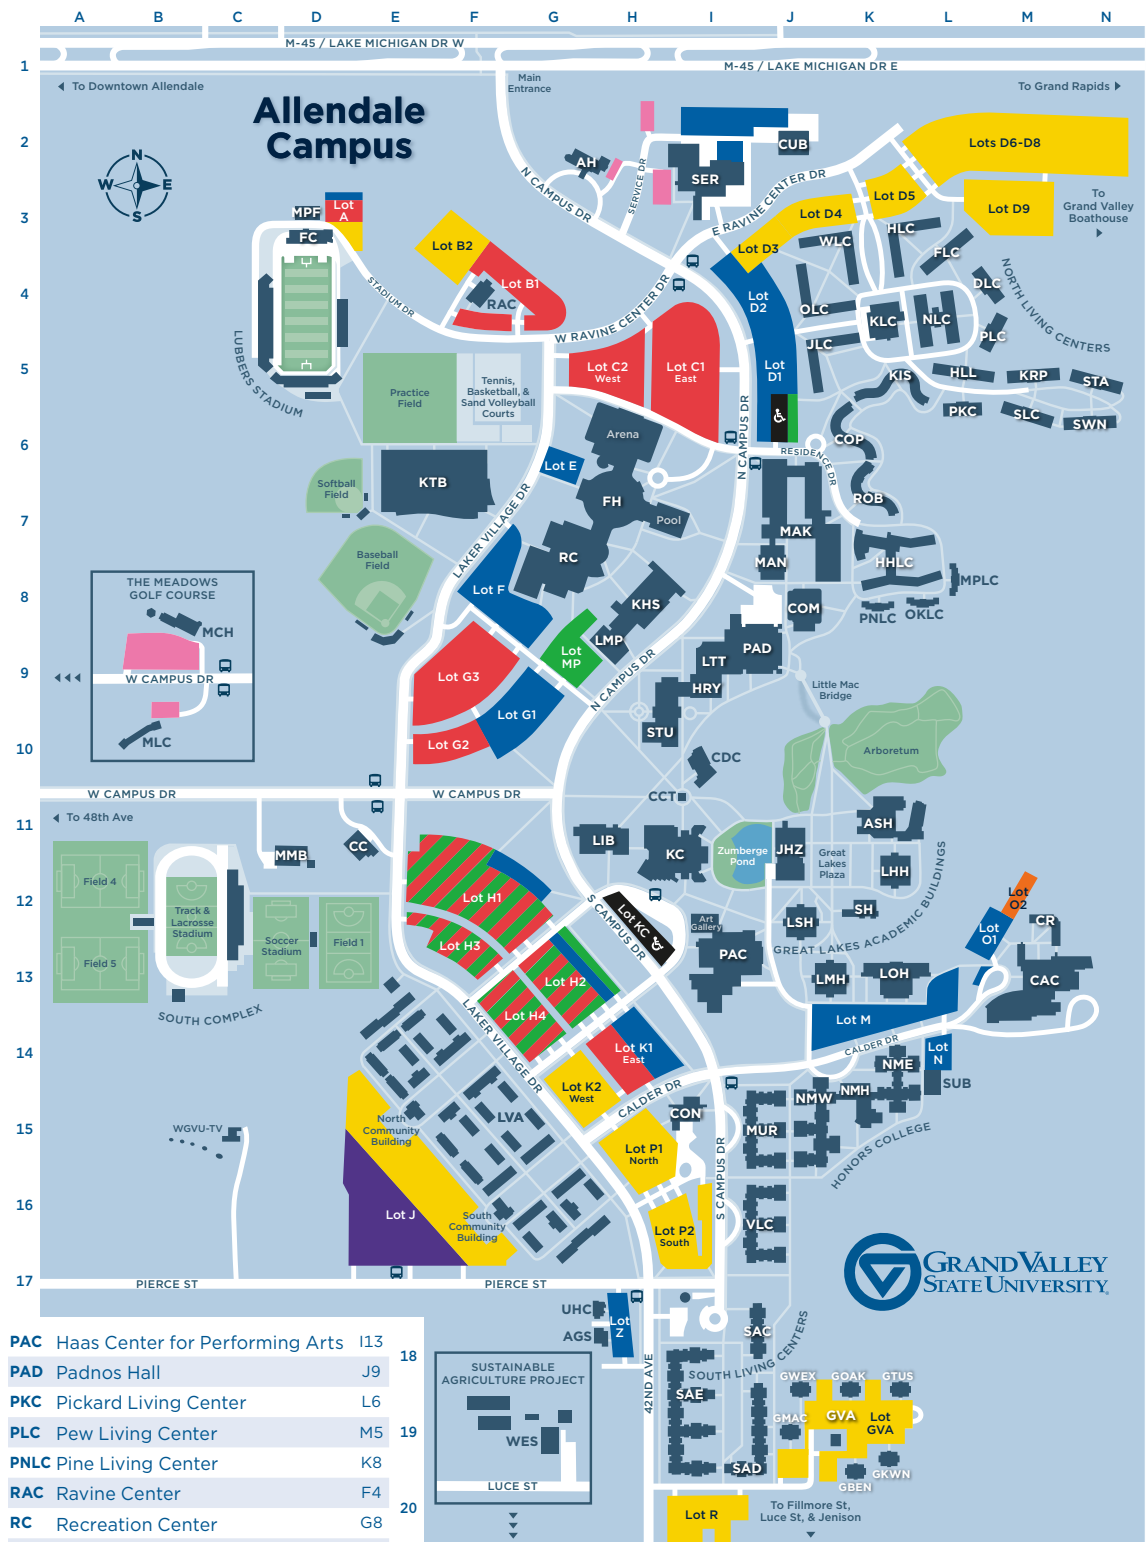 A B C D E F G H I J K L M N
M-45 / LAKE MICHIGAN DR W
1
M-45 / LAKE MICHIGAN DR E
To Downtown Allendale
Main
Entrance
To Grand Rapids
Allendale
Campus
2
CUB
Lots D6-D8
N
W E
S
AH
SERVICE DR
SER
N CAMPUS DR
E RAVINE CENTER DR
To
Grand Valley
Boathouse
3
MPF
Lot
A
FC
Lot D5
Lot D4
Lot D9
HLC
WLC
Lot B2
Lot D3
FLC
4
STADIUM DR
Lot B1
RAC
Lot
D2
OLC
DLC
NORTH LIVING CENTERS
KLC
NLC
PLC
W RAVINE CENTER DR
LUBBERS STADIUM
JLC
5
Lot C2
West
Lot C1
East
Lot
D1
KIS
HLL
KRP
STA
Practice
Field
Tennis,
Basketball, &
Sand Volleyball
Courts
PKC
SLC
SWN
6
Arena
N CAMPUS DR
RESIDENCE DR
COP
Lot E
KTB
Softball
Field
LAKER VILLAGE DR
FH
ROB
7
Pool
MAK
Baseball
Field
RC
MAN
HHLC
THE MEADOWS
GOLF COURSE
MPLC
8
Lot F
KHS
COM
PNLC
OKLC
MCH
LMP
Lot
MP
PAD
LTT
9
W CAMPUS DR
Lot G3
N CAMPUS DR
HRY
Little Mac
Bridge
Lot G1
STU
MLC
10
Lot G2
Arboretum
CDC
W CAMPUS DR
W CAMPUS DR
CCT
11
To 48th Ave
ASH
LIB
CC
MMB
KC
Zumberge
Pond
JHZ
Great
Lakes
Plaza
LHH
Field 4
12
Lot H1
S CAMPUS DR
Lot KC
Lot
O2
SH
GREAT LAKES ACADEMIC BUILDINGS
Track &
Lacrosse
Stadium
Art
Gallery
LSH
CR
Lot
O1
Soccer
Stadium
Field 1
Lot H3
PAC
Field 5
13
Lot H2
LMH
LOH
CAC
SOUTH COMPLEX
Lot H4
LAKER VILLAGE DR
Lot M
CALDER DR
Lot K1
East
Lot
N
14
NME
Lot K2
West
CALDER DR
SUB
NMH
NMW
CON
LVA
North
Community
Building
WGVU-TV
15
MUR
Lot P1
North
HONORS COLLEGE
S CAMPUS DR
16
Lot J
South
Community
Building
VLC
Lot P2
South
GRANDVALLEY
STATE UNIVERSITY
17
PIERCE ST
PIERCE ST
UHC
Lot
Z
AGS
SAC
18
SOUTH LIVING CENTERS
42ND AVE
SUSTAINABLE
AGRICULTURE PROJECT
GWEX
GOAK
GTUS
SAE
GMAC
GVA
Lot
GVA
19
WES
SAD
GKWN
GBEN
LUCE ST
20
Lot R
To Fillmore St,
Luce St, & Jenison
PAC Haas Center for Performing Arts I13
PAD Padnos Hall J9
PKC Pickard Living Center L6
PLC Pew Living Center M5
PNLC Pine Living Center K8
RAC Ravine Center F4
RC Recreation Center G8